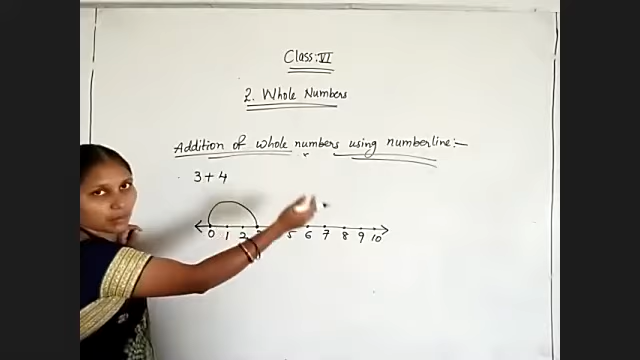 Class: VI
2. Whole Numbers
Addition of whole numbers using numberline:-
3+4
0 1 2 3 5 6 7 8 9 10